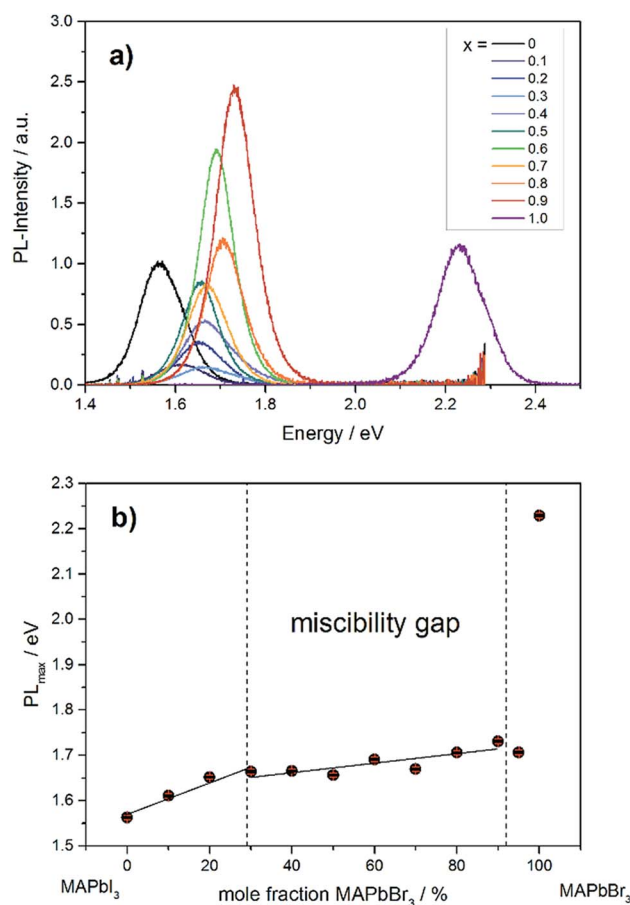 a)
PL-Intensity / a.u.
3.0
2.5
2.0
1.5
1.0
0.5
0.0
x =
0
0.1
0.2
0.3
0.4
0.5
0.6
0.7
0.8
0.9
1.0
1.4 1.6 1.8 2.0 2.2 2.4
Energy / eV
b)
PLmax / eV
2.3
2.2
2.1
2.0
1.9
1.8
1.7
1.6
1.5
miscibility gap
0 20 40 60 80 100
MAPbI3 mole fraction MAPbBr3 / % MAPbBr3